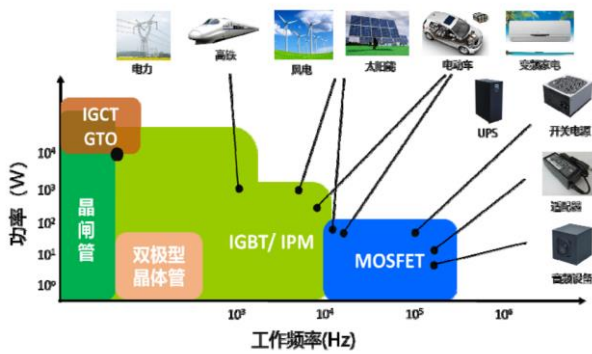 电力
高铁
风电
太阳能
电动车
变频家电
UPS
开关电源
适配器
音频设备
功率（W）
10⁴
10³
10²
10¹
10⁰
IGCT
GTO
晶闸管
双极型
晶体管
IGBT/ IPM
MOSFET
10³
10⁴
10⁵
10⁶
工作频率(Hz)